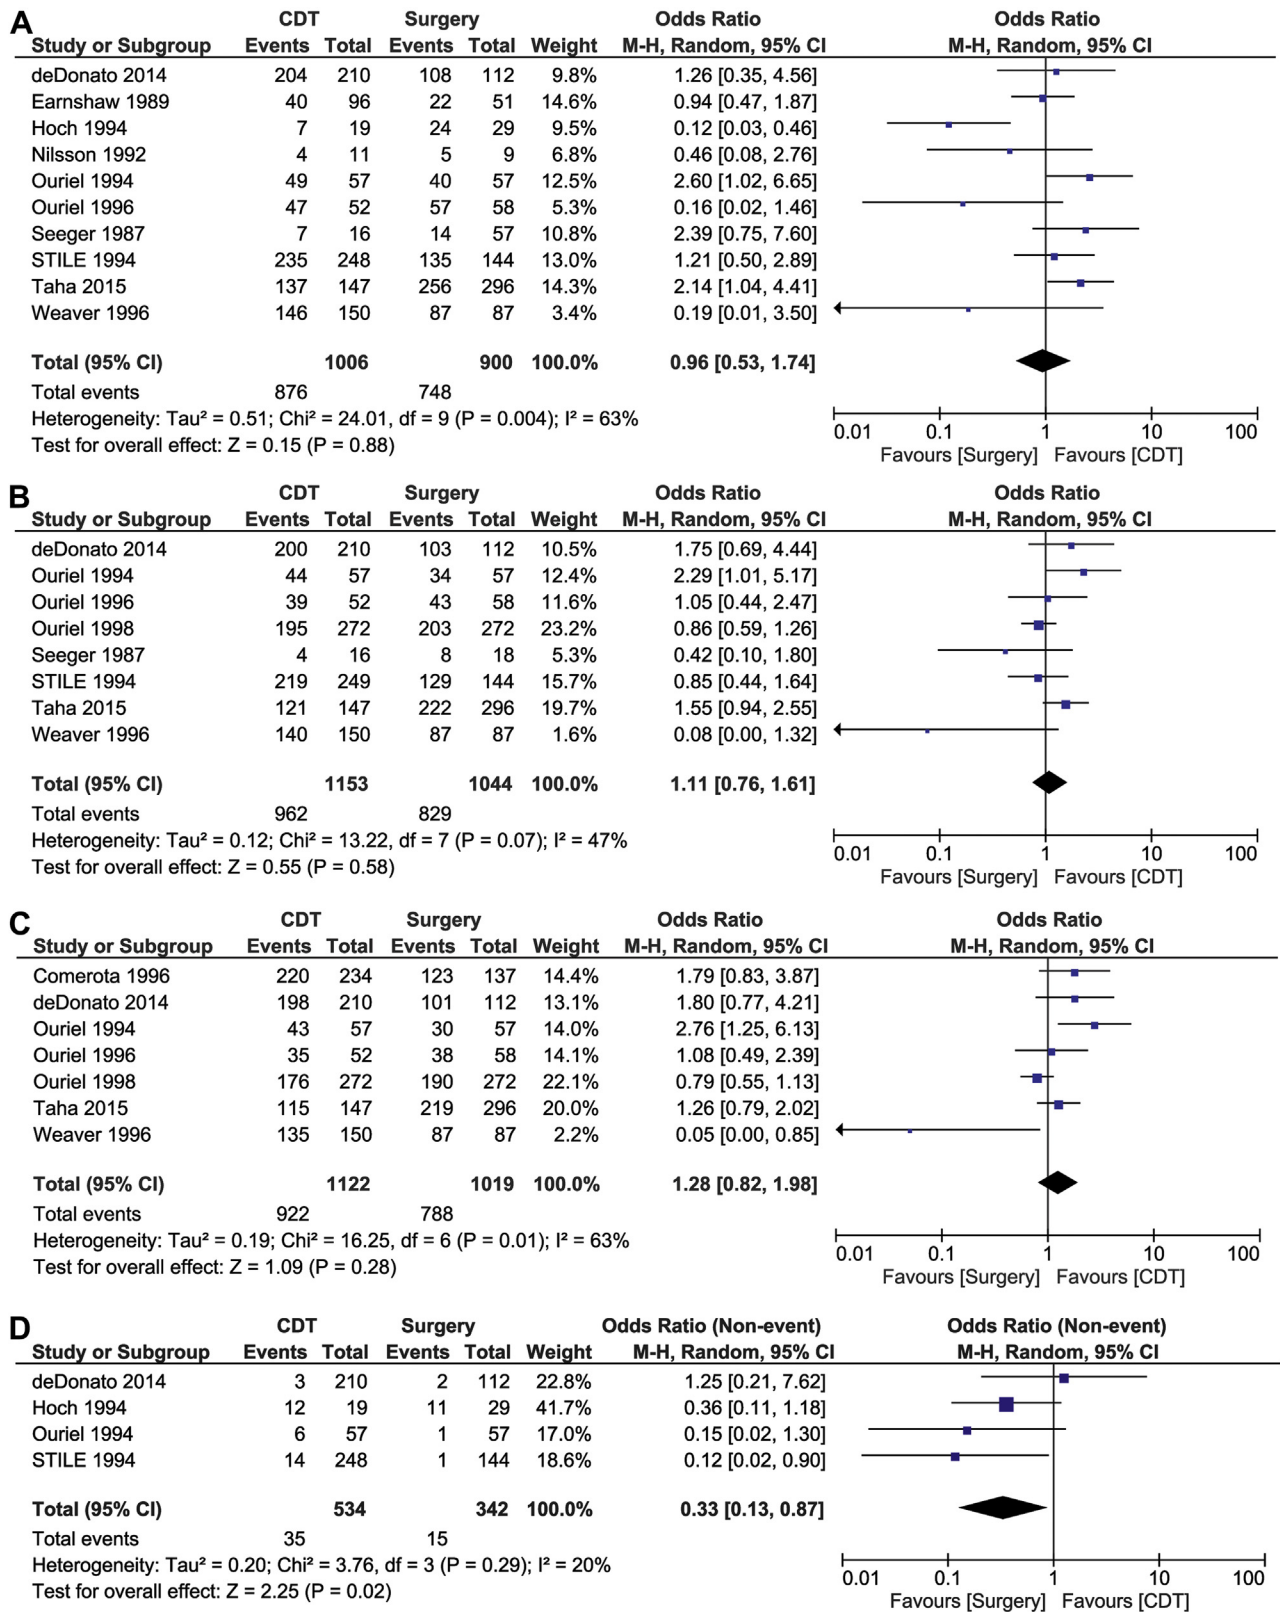 A
CDT Surgery Odds Ratio Odds Ratio
Study or Subgroup Events Total Events Total Weight M-H, Random, 95% CI M-H, Random, 95% CI
deDonato 2014 204 210 108 112 9.8% 1.26 [0.35, 4.56]
Earnshaw 1989 40 96 22 51 14.6% 0.94 [0.47, 1.87]
Hoch 1994 7 19 24 29 9.5% 0.12 [0.03, 0.46]
Nilsson 1992 4 11 5 9 6.8% 0.46 [0.08, 2.76]
Ouriel 1994 49 57 40 57 12.5% 2.60 [1.02, 6.65]
Ouriel 1996 47 52 57 58 5.3% 0.16 [0.02, 1.46]
Seeger 1987 7 16 14 57 10.8% 2.39 [0.75, 7.60]
STILE 1994 235 248 135 144 13.0% 1.21 [0.50, 2.89]
Taha 2015 137 147 256 296 14.3% 2.14 [1.04, 4.41]
Weaver 1996 146 150 87 87 3.4% 0.19 [0.01, 3.50]
Total (95% CI) 1006 900 100.0% 0.96 [0.53, 1.74]
Total events 876 748
Heterogeneity: Tau² = 0.51; Chi² = 24.01, df = 9 (P = 0.004); I² = 63%
Test for overall effect: Z = 0.15 (P = 0.88)
0.01 0.1 1 10 100
Favours [Surgery] Favours [CDT]
B
CDT Surgery Odds Ratio Odds Ratio
Study or Subgroup Events Total Events Total Weight M-H, Random, 95% CI M-H, Random, 95% CI
deDonato 2014 200 210 103 112 10.5% 1.75 [0.69, 4.44]
Ouriel 1994 44 57 34 57 12.4% 2.29 [1.01, 5.17]
Ouriel 1996 39 52 43 58 11.6% 1.05 [0.44, 2.47]
Ouriel 1998 195 272 203 272 23.2% 0.86 [0.59, 1.26]
Seeger 1987 4 16 8 18 5.3% 0.42 [0.10, 1.80]
STILE 1994 219 249 129 144 15.7% 0.85 [0.44, 1.64]
Taha 2015 121 147 222 296 19.7% 1.55 [0.94, 2.55]
Weaver 1996 140 150 87 87 1.6% 0.08 [0.00, 1.32]
Total (95% CI) 1153 1044 100.0% 1.11 [0.76, 1.61]
Total events 962 829
Heterogeneity: Tau² = 0.12; Chi² = 13.22, df = 7 (P = 0.07); I² = 47%
Test for overall effect: Z = 0.55 (P = 0.58)
0.01 0.1 1 10 100
Favours [Surgery] Favours [CDT]
C
CDT Surgery Odds Ratio Odds Ratio
Study or Subgroup Events Total Events Total Weight M-H, Random, 95% CI M-H, Random, 95% CI
Comerota 1996 220 234 123 137 14.4% 1.79 [0.83, 3.87]
deDonato 2014 198 210 101 112 13.1% 1.80 [0.77, 4.21]
Ouriel 1994 43 57 30 57 14.0% 2.76 [1.25, 6.13]
Ouriel 1996 35 52 38 58 14.1% 1.08 [0.49, 2.39]
Ouriel 1998 176 272 190 272 22.1% 0.79 [0.55, 1.13]
Taha 2015 115 147 219 296 20.0% 1.26 [0.79, 2.02]
Weaver 1996 135 150 87 87 2.2% 0.05 [0.00, 0.85]
Total (95% CI) 1122 1019 100.0% 1.28 [0.82, 1.98]
Total events 922 788
Heterogeneity: Tau² = 0.19; Chi² = 16.25, df = 6 (P = 0.01); I² = 63%
Test for overall effect: Z = 1.09 (P = 0.28)
0.01 0.1 1 10 100
Favours [Surgery] Favours [CDT]
D
CDT Surgery Odds Ratio (Non-event) Odds Ratio (Non-event)
Study or Subgroup Events Total Events Total Weight M-H, Random, 95% CI M-H, Random, 95% CI
deDonato 2014 3 210 2 112 22.8% 1.25 [0.21, 7.62]
Hoch 1994 12 19 11 29 41.7% 0.36 [0.11, 1.18]
Ouriel 1994 6 57 1 57 17.0% 0.15 [0.02, 1.30]
STILE 1994 14 248 1 144 18.6% 0.12 [0.02, 0.90]
Total (95% CI) 534 342 100.0% 0.33 [0.13, 0.87]
Total events 35 15
Heterogeneity: Tau² = 0.20; Chi² = 3.76, df = 3 (P = 0.29); I² = 20%
Test for overall effect: Z = 2.25 (P = 0.02)
0.01 0.1 1 10 100
Favours [Surgery] Favours [CDT]